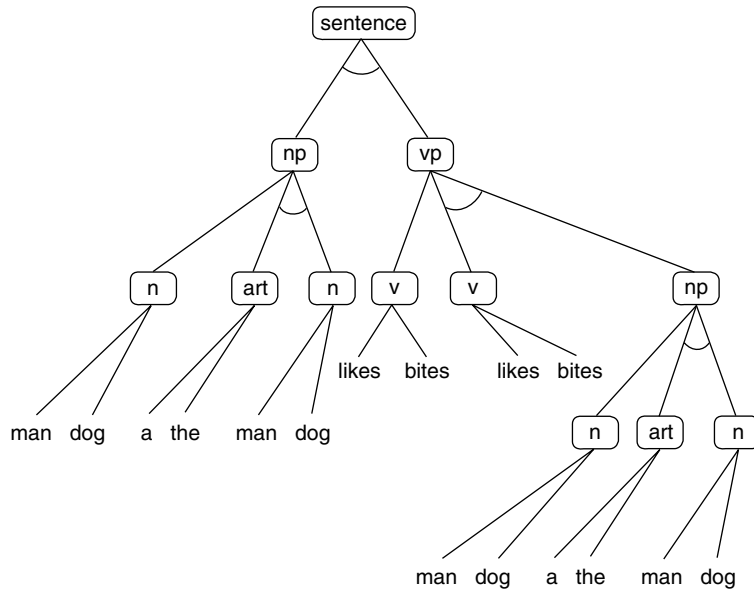 sentence
np vp
n art n v v np
likes bites likes bites
man dog a the man dog
n art n
man dog a the man dog